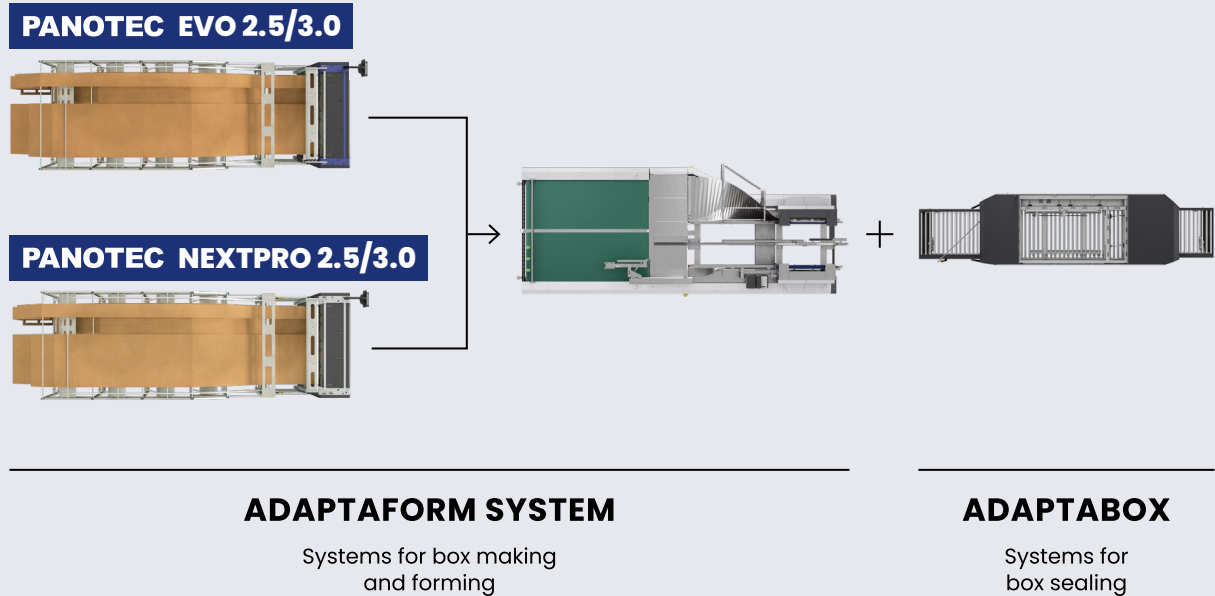 PANOTEC EVO 2.5/3.0
PANOTEC NEXTPRO 2.5/3.0
ADAPTAFORM SYSTEM
Systems for box making
and forming
ADAPTABOX
Systems for
box sealing